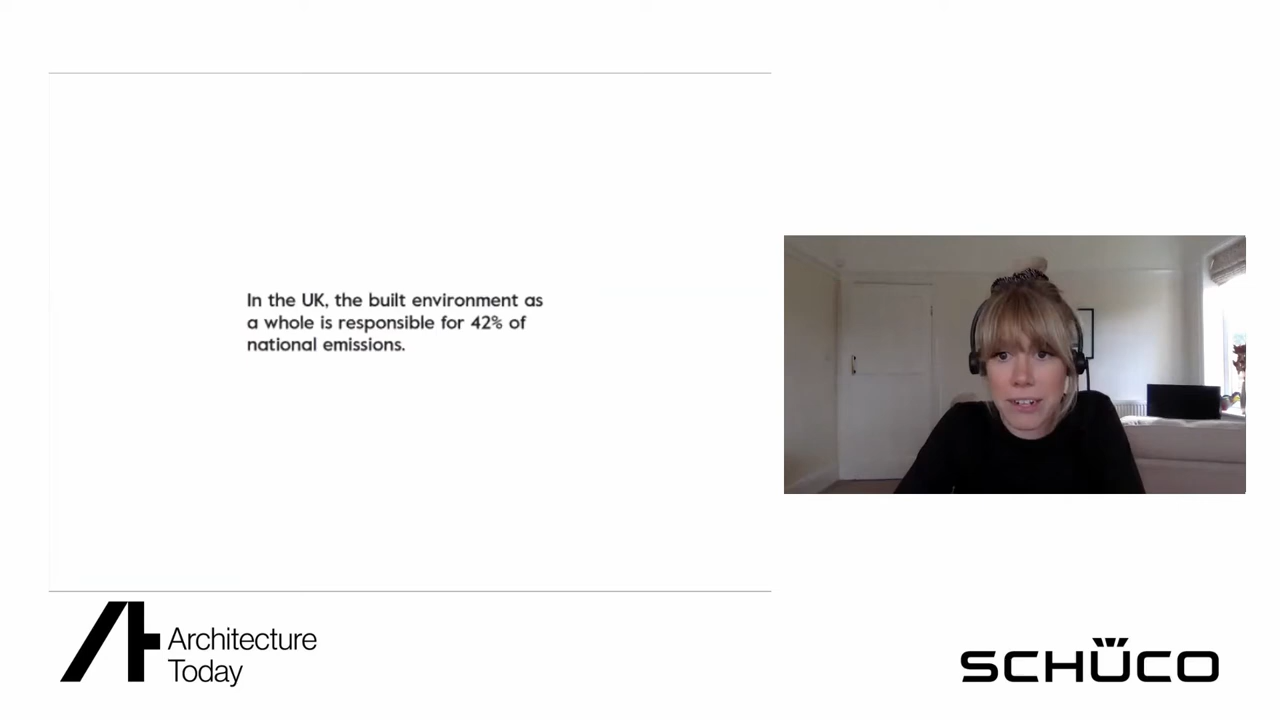 In the UK, the built environment as
a whole is responsible for 42% of
national emissions.
Architecture
Today
SCHÜCO